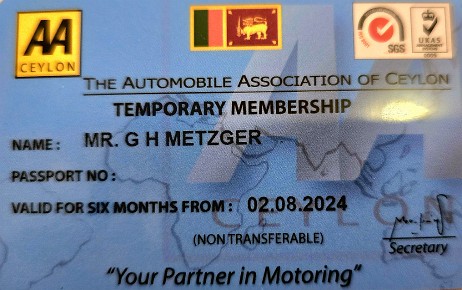 AA
CEYLON
SGS
UKAS
THE AUTOMOBILE ASSOCIATION OF CEYLON
TEMPORARY MEMBERSHIP
NAME : MR. G H METZGER
PASSPORT NO :
VALID FOR SIX MONTHS FROM : 02.08.2024
(NON TRANSFERABLE)
Secretary
"Your Partner in Motoring"